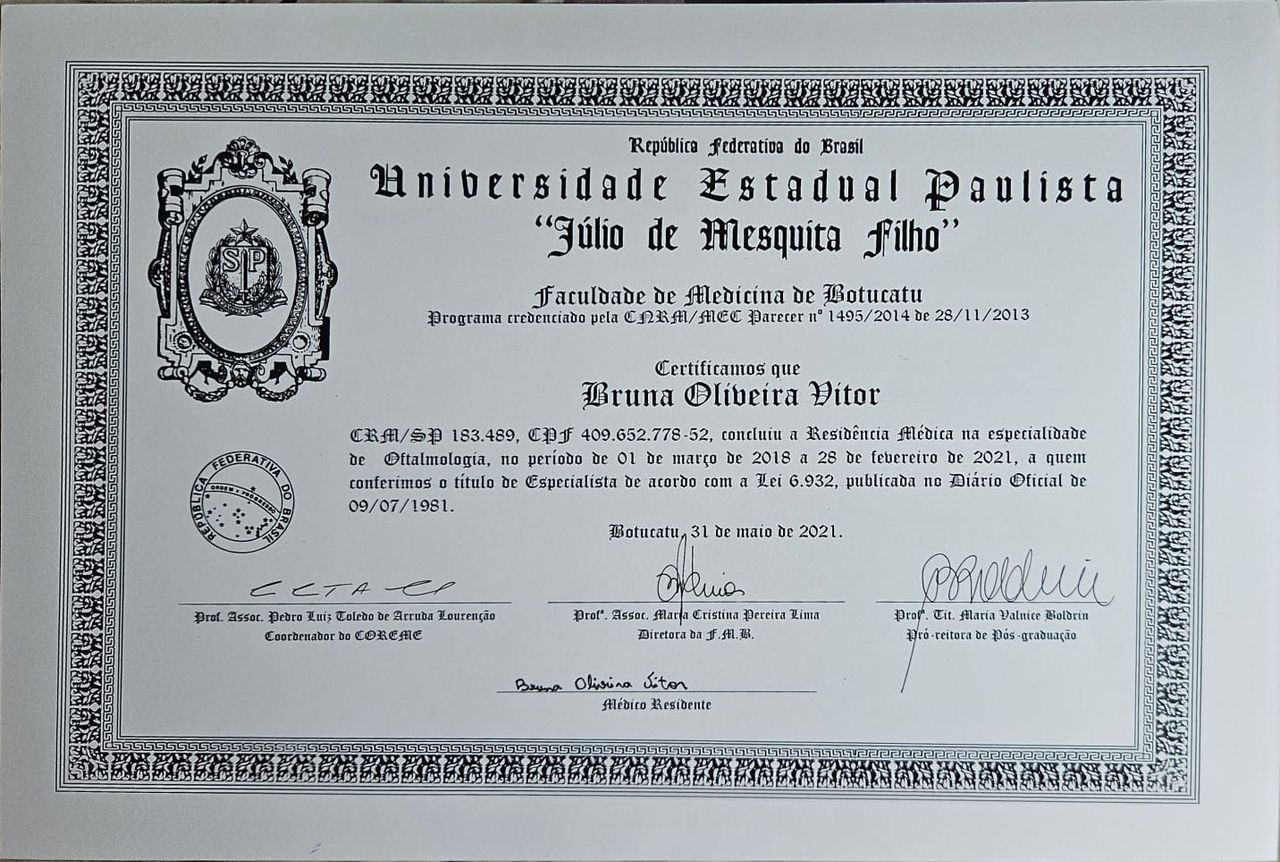 República Federativa do Brasil
Universidade Estadual Paulista
"Júlio de Mesquita Filho"
Faculdade de Medicina de Botucatu
Programa credenciado pela CNRM/MEC Parecer nº 1495/2014 de 28/11/2013
Certificamos que
Bruna Oliveira Vitor
CRM/SP 183.489, CPF 409.652.778-52, concluiu a Residência Médica na especialidade
de Oftalmologia, no período de 01 de março de 2018 a 28 de fevereiro de 2021, a quem
conferimos o título de Especialista de acordo com a Lei 6.932, publicada no Diário Oficial de
09/07/1981.
Botucatu, 31 de maio de 2021.
SP
REPÚBLICA FEDERATIVA DO BRASIL
ORDEM E PROGRESSO
Prof. Assoc. Pedro Luiz Toledo de Arruda Lourenção
Coordenador do COREME
Profª. Assoc. Maria Cristina Pereira Lima
Diretora da F.M.B.
Profª. Tit. Maria Valnice Boldrin
Pró-reitora de Pós-graduação
Bruna Oliveira Vitor
Médico Residente